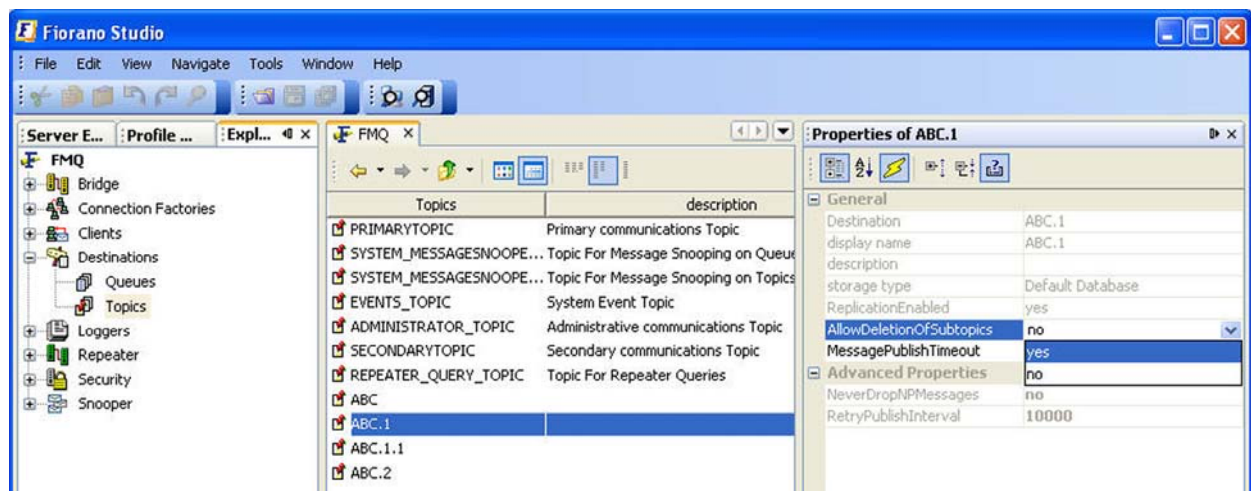 Fiorano Studio
File Edit View Navigate Tools Window Help
Server E... Profile ... Expl...
FMQ
Bridge
Connection Factories
Clients
Destinations
Queues
Topics
Loggers
Repeater
Security
Snooper
FMQ
Topics description
PRIMARYTOPIC Primary communications Topic
SYSTEM_MESSAGESNOOPE... Topic For Message Snooping on Queue
SYSTEM_MESSAGESNOOPE... Topic For Message Snooping on Topics
EVENTS_TOPIC System Event Topic
ADMINISTRATOR_TOPIC Administrative communications Topic
SECONDARYTOPIC Secondary communications Topic
REPEATER_QUERY_TOPIC Topic For Repeater Queries
ABC
ABC.1
ABC.1.1
ABC.2
Properties of ABC.1
General
Destination ABC.1
display name ABC.1
description
storage type Default Database
ReplicationEnabled yes
AllowDeletionOfSubtopics no
MessagePublishTimeout yes
Advanced Properties no
NeverDropNPMessages no
RetryPublishInterval 10000